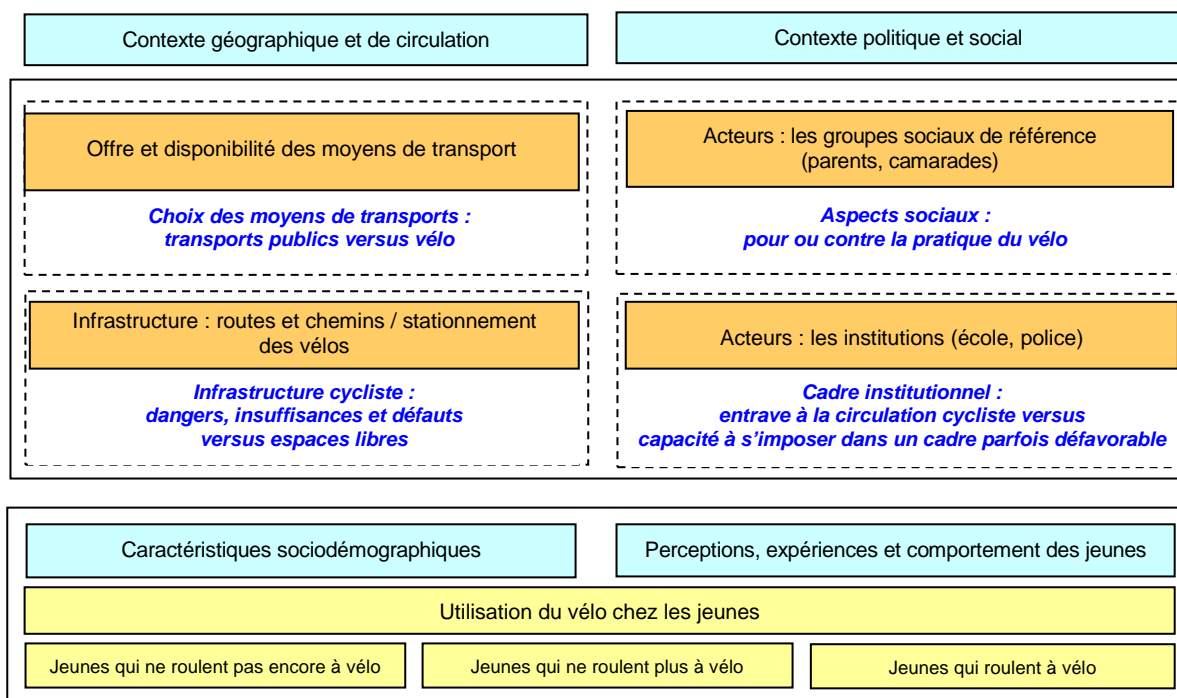 Contexte géographique et de circulation
Contexte politique et social
Offre et disponibilité des moyens de transport
Choix des moyens de transports :
transports publics versus vélo
Acteurs : les groupes sociaux de référence
(parents, camarades)
Aspects sociaux :
pour ou contre la pratique du vélo
Infrastructure : routes et chemins / stationnement
des vélos
Infrastructure cycliste :
dangers, insuffisances et défauts
versus espaces libres
Acteurs : les institutions (école, police)
Cadre institutionnel :
entrave à la circulation cycliste versus
capacité à s'imposer dans un cadre parfois défavorable
Caractéristiques sociodémographiques
Perceptions, expériences et comportement des jeunes
Utilisation du vélo chez les jeunes
Jeunes qui ne roulent pas encore à vélo
Jeunes qui ne roulent plus à vélo
Jeunes qui roulent à vélo